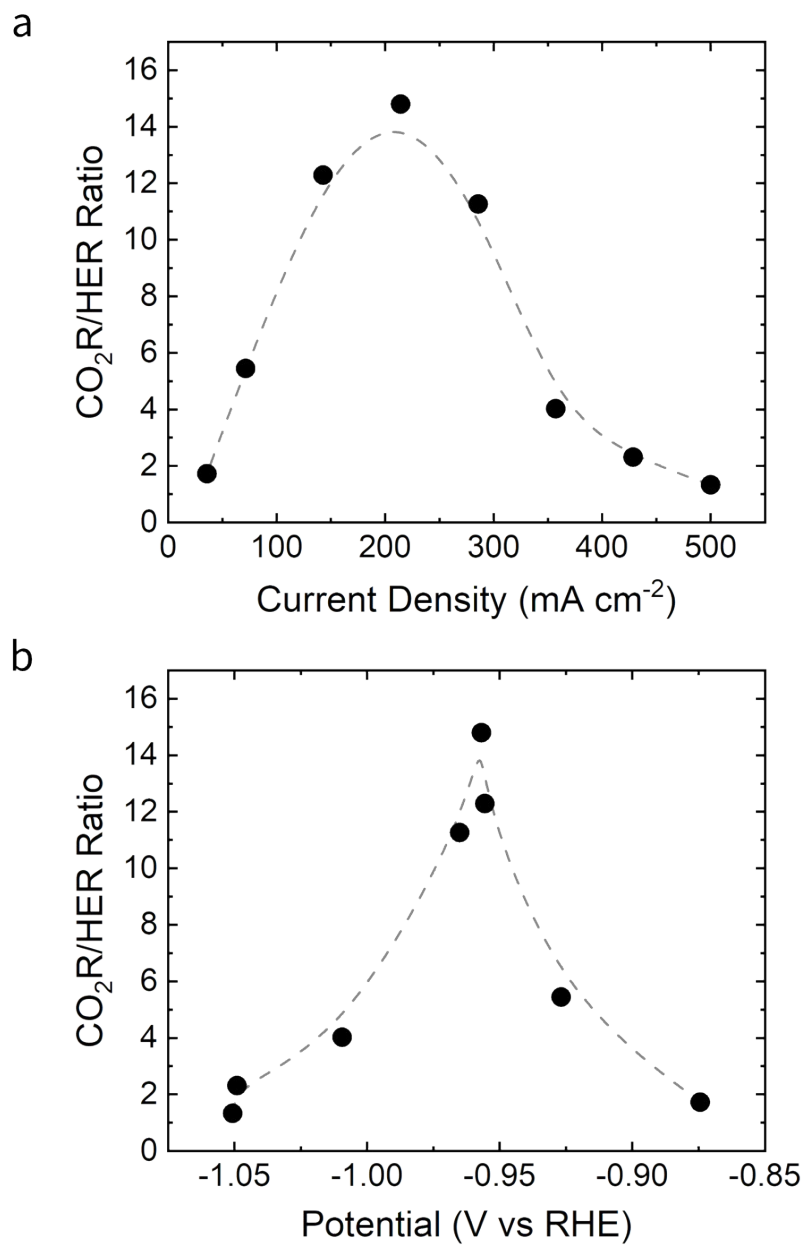 a
16
14
12
10
8
6
4
2
0
CO₂R/HER Ratio
0 100 200 300 400 500
Current Density (mA cm⁻²)
b
16
14
12
10
8
6
4
2
0
CO₂R/HER Ratio
-1.05 -1.00 -0.95 -0.90 -0.85
Potential (V vs RHE)